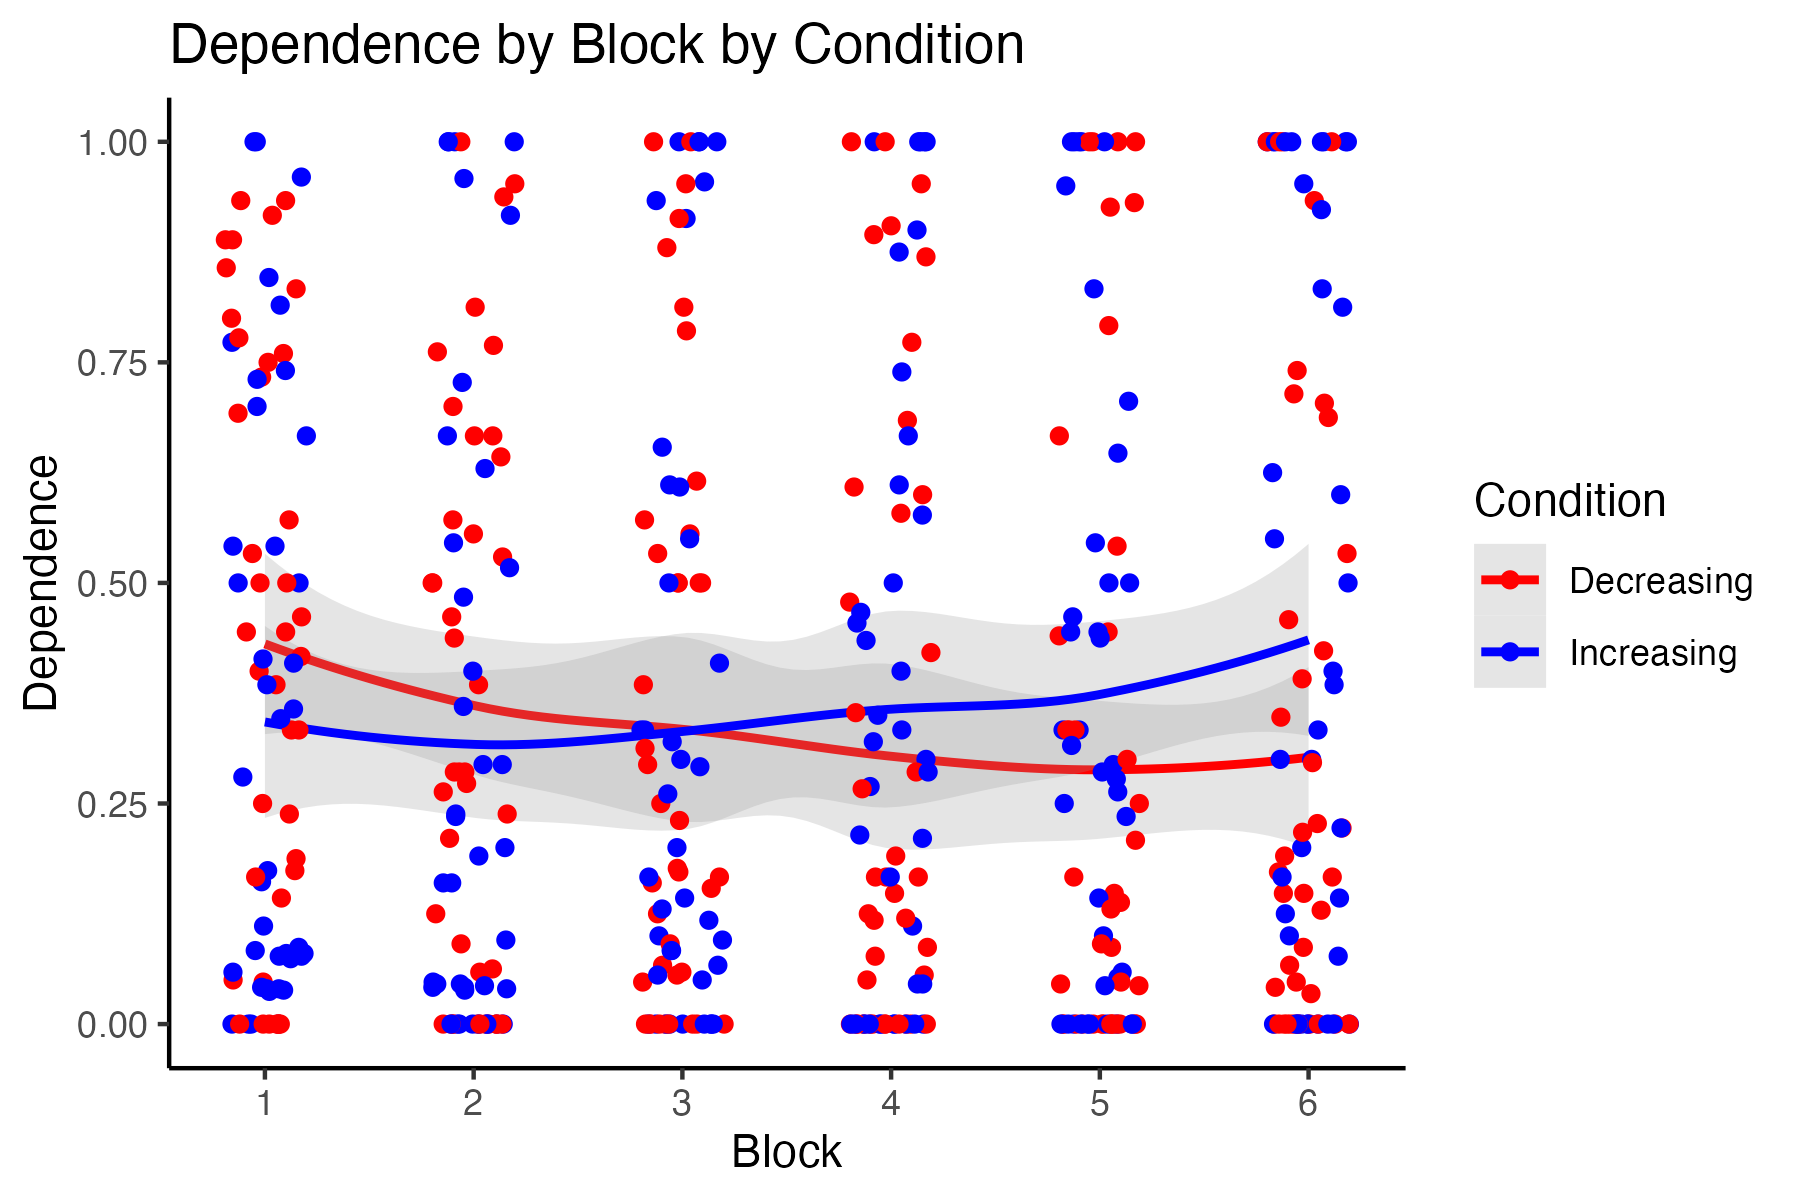 Dependence by Block by Condition
1.00
0.75
0.50
0.25
0.00
Dependence
1 2 3 4 5 6
Block
Condition
Decreasing
Increasing